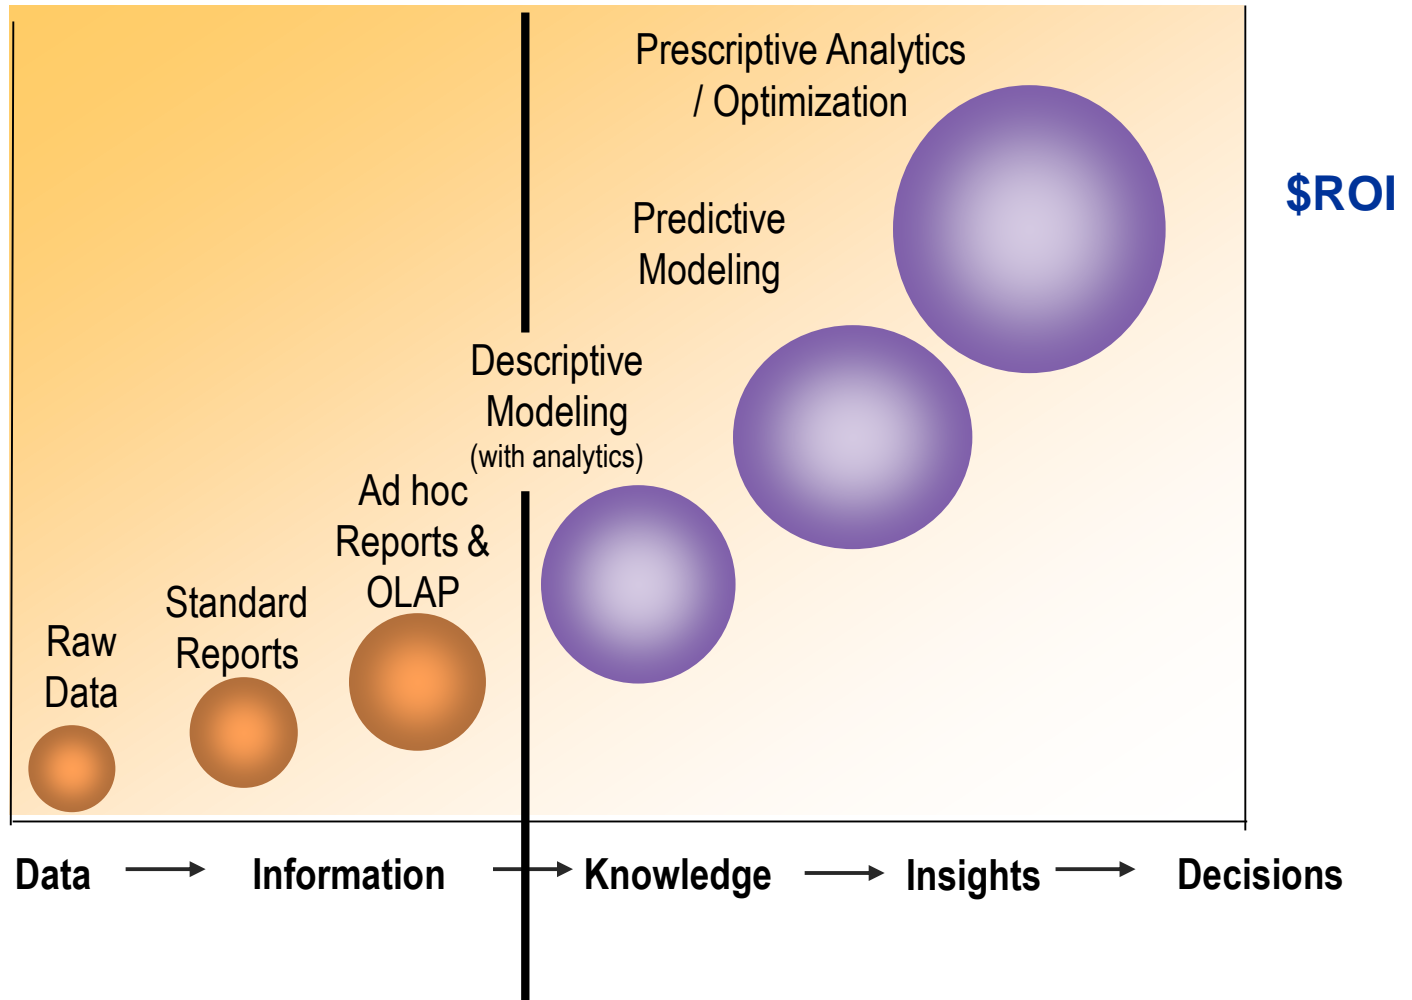 Prescriptive Analytics
/ Optimization
$ROI
Predictive
Modeling
Descriptive
Modeling
(with analytics)
Ad hoc
Reports &
OLAP
Standard
Reports
Raw
Data
Data
Information
Knowledge
Insights
Decisions